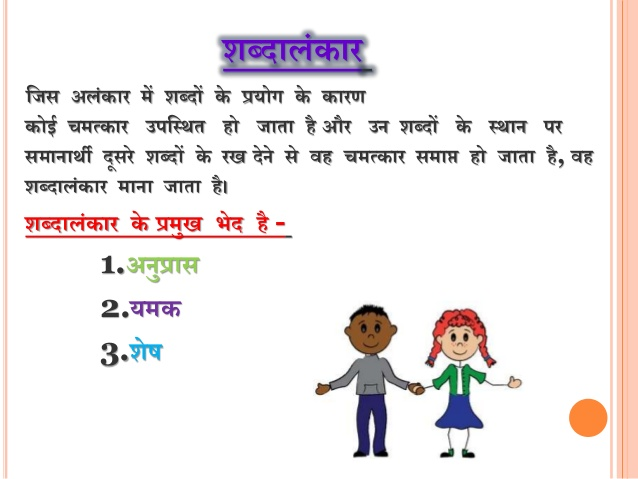 शब्दालंकार
जिस अलंकार में शब्दों के प्रयोग के कारण
कोई चमत्कार उपस्थित हो जाता है और उन शब्दों के स्थान पर
समानार्थी दूसरे शब्दों के रख देने से वह चमत्कार समाप्त हो जाता है, वह
शब्दालंकार माना जाता है।
शब्दालंकार के प्रमुख भेद है -
1.अनुप्रास
2.यमक
3.शेष